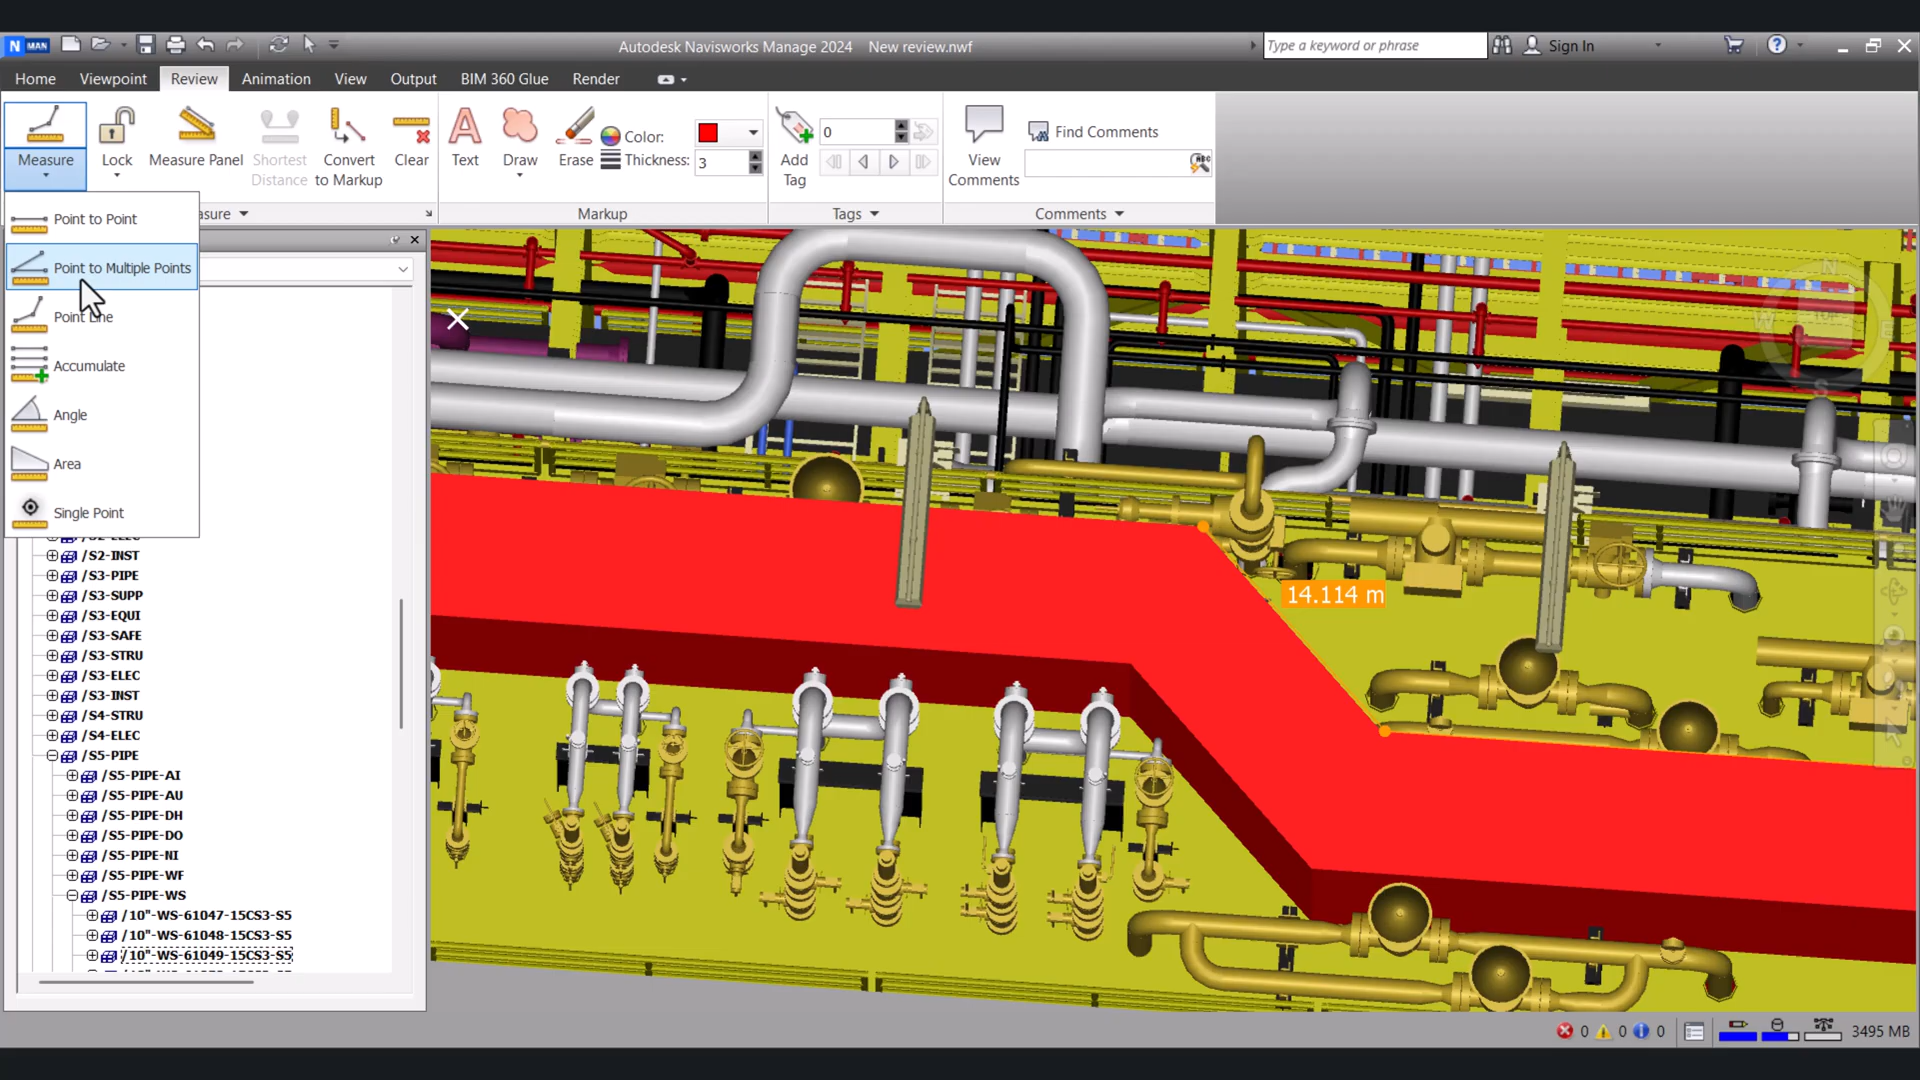 N MAN
Autodesk Navisworks Manage 2024 New review.nwf
Type a keyword or phrase
Sign In
Home Viewpoint Review Animation View Output BIM 360 Glue Render
Measure
Lock
Measure Panel
Shortest
Distance
Convert
to Markup
Clear
Text
Draw
Erase
Color:
Thickness: 3
Add
Tag
0
View
Comments
Find Comments
ABC
asure
Markup
Tags
Comments
Point to Point
Point to Multiple Points
Point Line
Accumulate
Angle
Area
Single Point
/S2-ELEC
/S2-INST
/S3-PIPE
/S3-SUPP
/S3-EQUI
/S3-SAFE
/S3-STRU
/S3-ELEC
/S3-INST
/S4-STRU
/S4-ELEC
/S5-PIPE
/S5-PIPE-AI
/S5-PIPE-AU
/S5-PIPE-DH
/S5-PIPE-DO
/S5-PIPE-NI
/S5-PIPE-WF
/S5-PIPE-WS
/10"-WS-61047-15CS3-S5
/10"-WS-61048-15CS3-S5
/10"-WS-61049-15CS3-S5
14.114 m
N
W
TOP
E
S
0 0 0
3495 MB